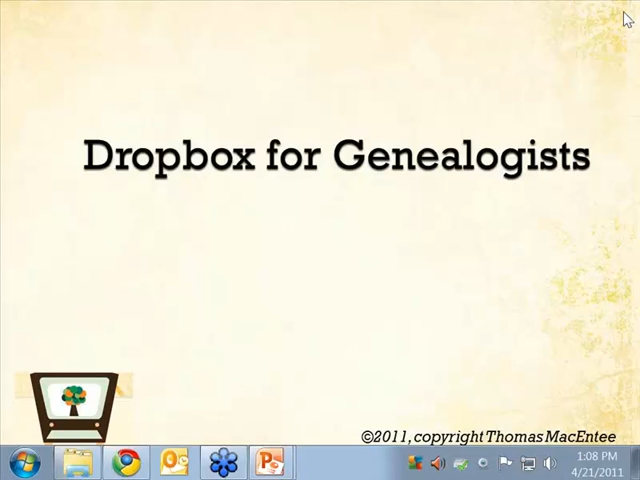 Dropbox for Genealogists
©2011, copyright Thomas MacEntee
1:08 PM
4/21/2011